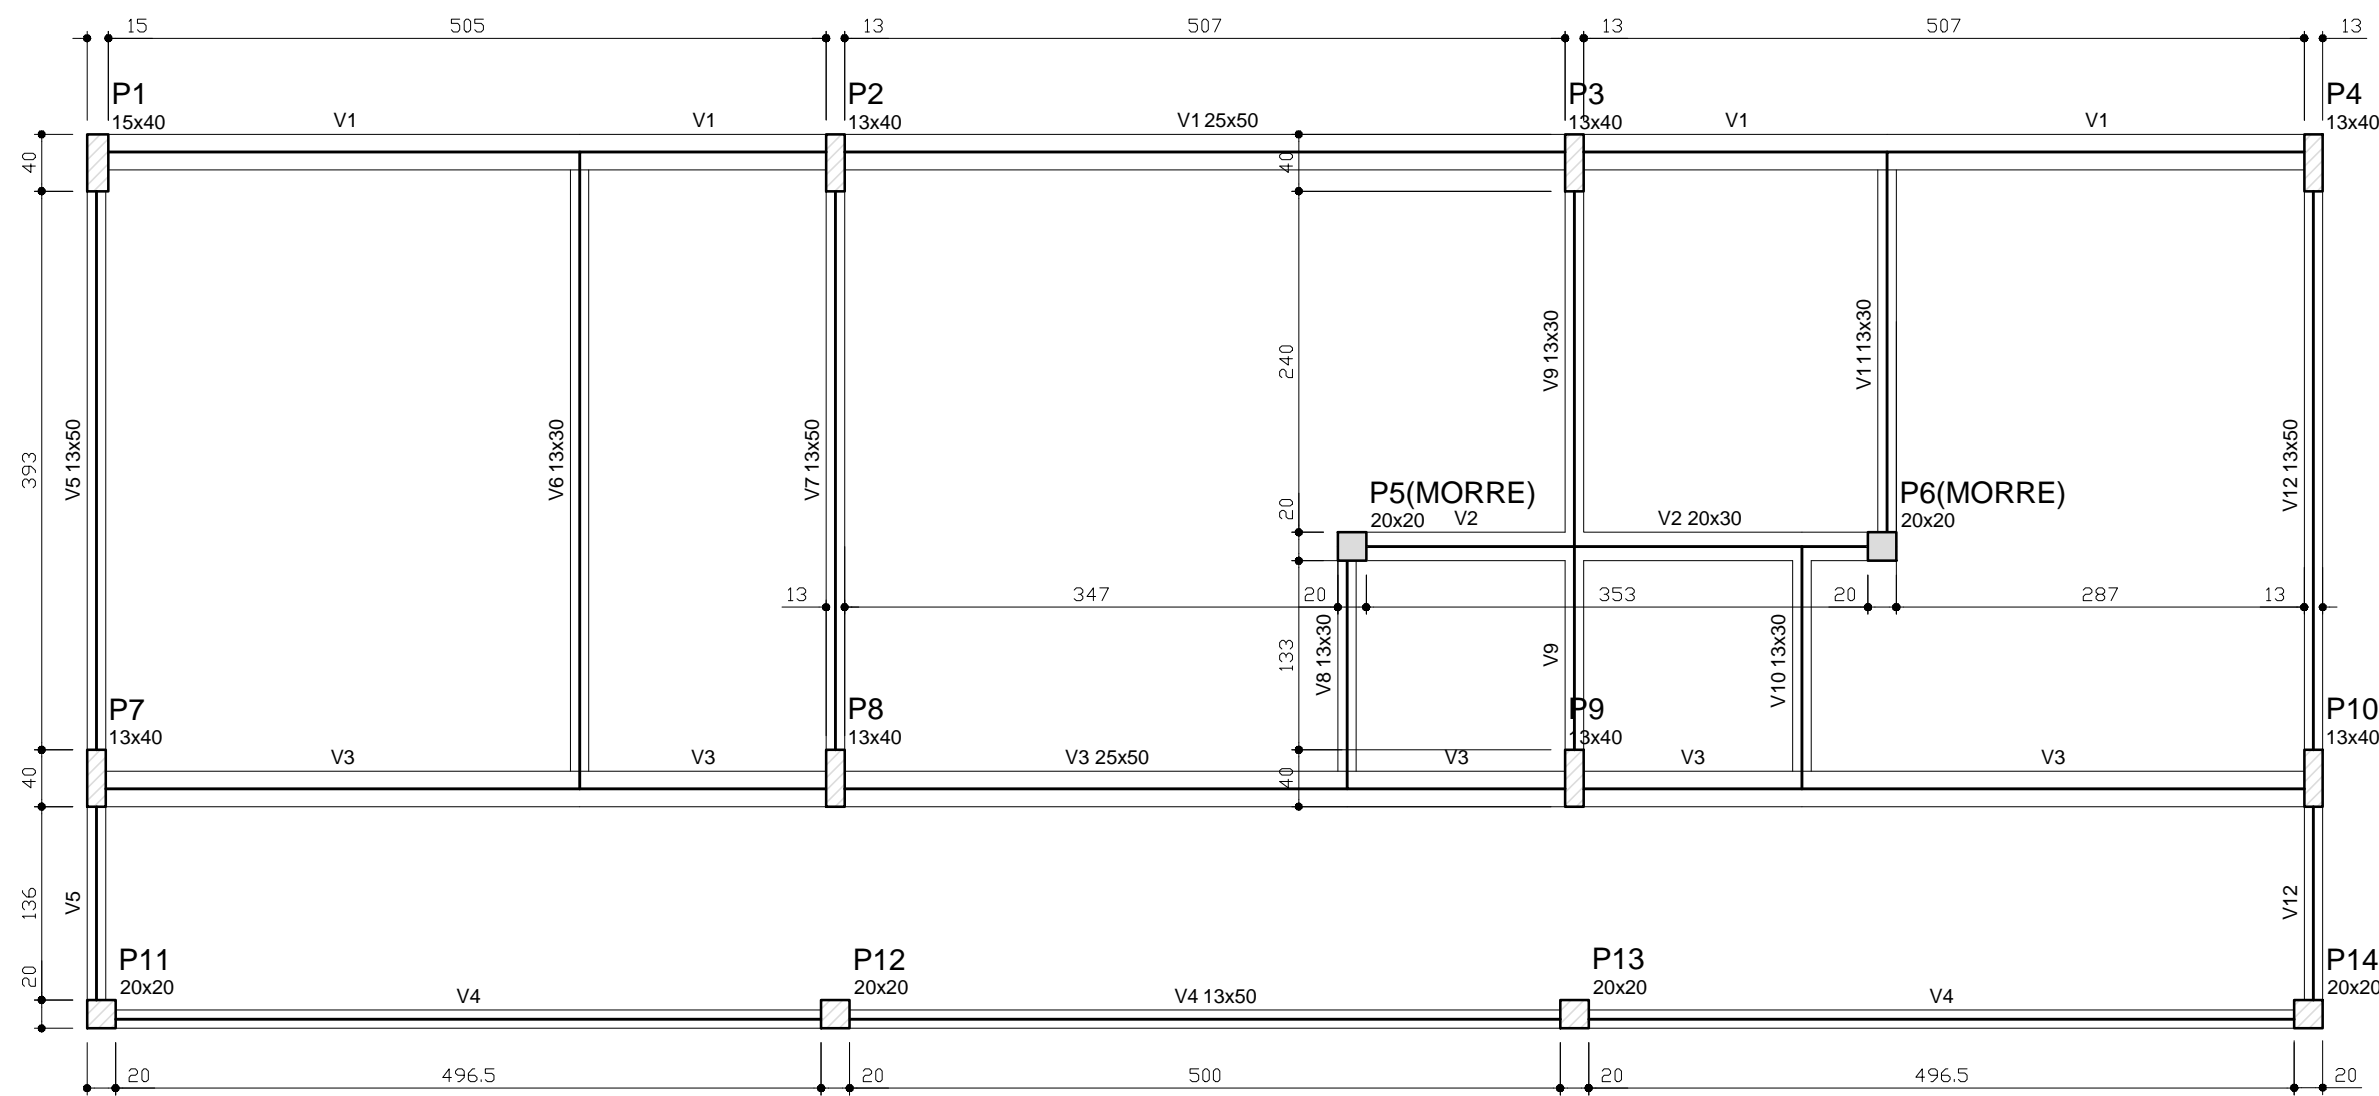 15 505 13 507 13 507 13
P1 P2 P3 P4
15x40 V1 V1 13x40 V1 25x50 13x40 V1 V1 13x40
40 40
V5 13x50 V6 13x30 V7 13x50 V9 13x30 V11 13x30 V12 13x50
393 240
P5(MORRE) P6(MORRE)
20 20x20 V2 V2 20x30 20x20
13 347 20 353 20 287 13
133 V8 13x30 V9 V10 13x30
P7 P8 P9 P10
13x40 13x40 13x40 13x40
V3 V3 V3 25x50 V3 V3 V3
40 40
136 V5 V12
P11 P12 P13 P14
20 20x20 20x20 20x20 20x20
V4 V4 13x50 V4
20 496.5 20 500 20 496.5 20